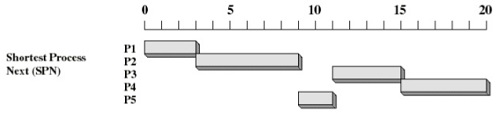 0 5 10 15 20
Shortest Process
Next (SPN)
P1
P2
P3
P4
P5